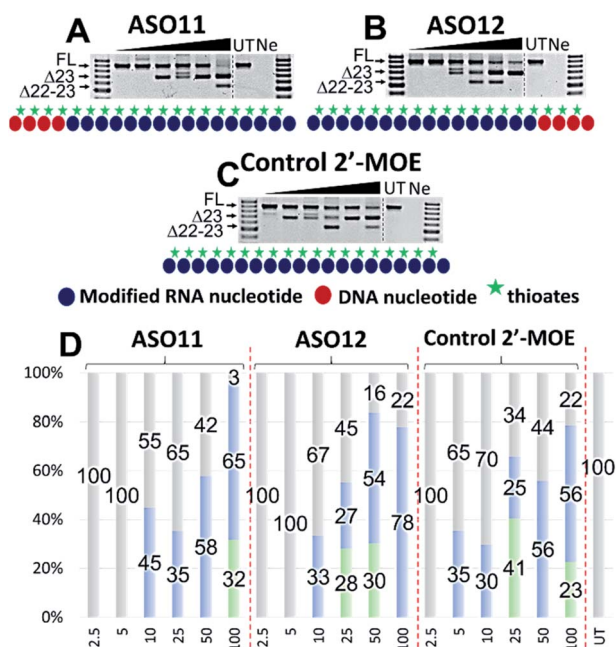 A
ASO11
UT Ne
FL
Δ23
Δ22-23
B
ASO12
UT Ne
FL
Δ23
Δ22-23
Control 2'-MOE
C
UT Ne
FL
Δ23
Δ22-23
Modified RNA nucleotide DNA nucleotide thioates
D
ASO11 ASO12 Control 2'-MOE
100%
80%
60%
40%
20%
0%
100 100 55 45 65 35 42 58 3 65 32
100 100 67 33 45 27 28 16 54 30 22 78
100 65 35 70 30 34 25 41 44 56 22 56 23
100
2.5 5 10 25 50 100 2.5 5 10 25 50 100 2.5 5 10 25 50 100 UT